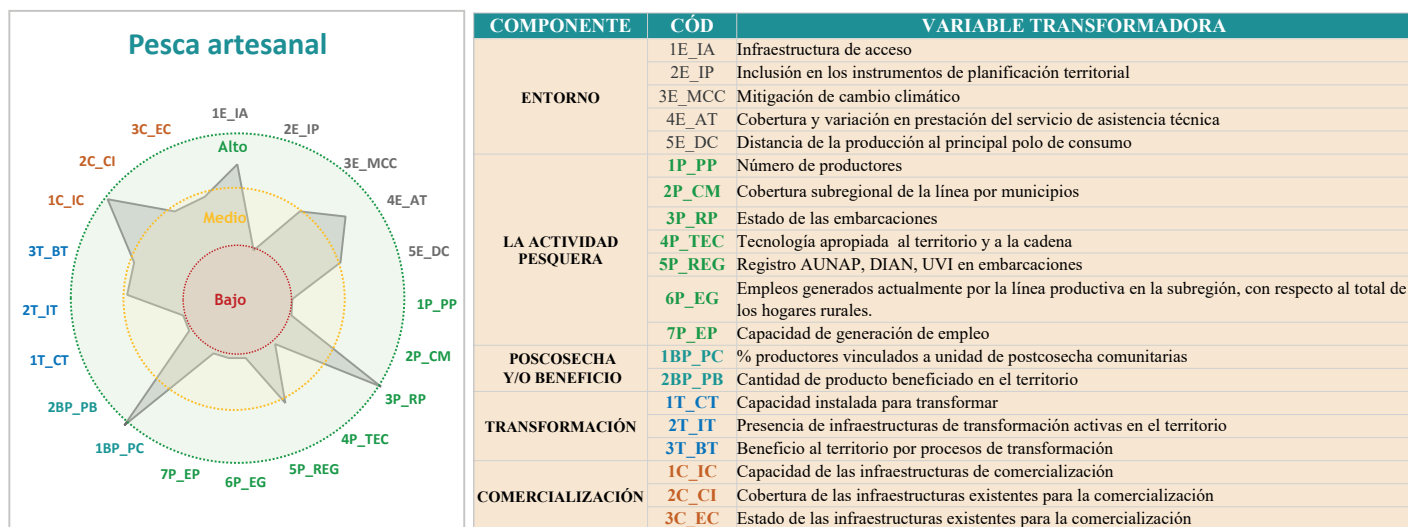 Pesca artesanal
1E_IA
2E_IP
3E_MCC
4E_AT
5E_DC
1P_PP
2P_CM
3P_RP
4P_TEC
5P_REG
6P_EG
7P_EP
1BP_PC
2BP_PB
1T_CT
2T_IT
3T_BT
1C_IC
2C_CI
3C_EC
Alto
Medio
Bajo
COMPONENTE CÓD VARIABLE TRANSFORMADORA
ENTORNO
1E_IA Infraestructura de acceso
2E_IP Inclusión en los instrumentos de planificación territorial
3E_MCC Mitigación de cambio climático
4E_AT Cobertura y variación en prestación del servicio de asistencia técnica
5E_DC Distancia de la producción al principal polo de consumo
LA ACTIVIDAD
PESQUERA
1P_PP Número de productores
2P_CM Cobertura subregional de la línea por municipios
3P_RP Estado de las embarcaciones
4P_TEC Tecnología apropiada al territorio y a la cadena
5P_REG Registro AUNAP, DIAN, UVI en embarcaciones
6P_EG Empleos generados actualmente por la línea productiva en la subregión, con respecto al total de
los hogares rurales.
7P_EP Capacidad de generación de empleo
POSCOSECHA
Y/O BENEFICIO
1BP_PC % productores vinculados a unidad de postcosecha comunitarias
2BP_PB Cantidad de producto beneficiado en el territorio
TRANSFORMACIÓN
1T_CT Capacidad instalada para transformar
2T_IT Presencia de infraestructuras de transformación activas en el territorio
3T_BT Beneficio al territorio por procesos de transformación
COMERCIALIZACIÓN
1C_IC Capacidad de las infraestructuras de comercialización
2C_CI Cobertura de las infraestructuras existentes para la comercialización
3C_EC Estado de las infraestructuras existentes para la comercialización